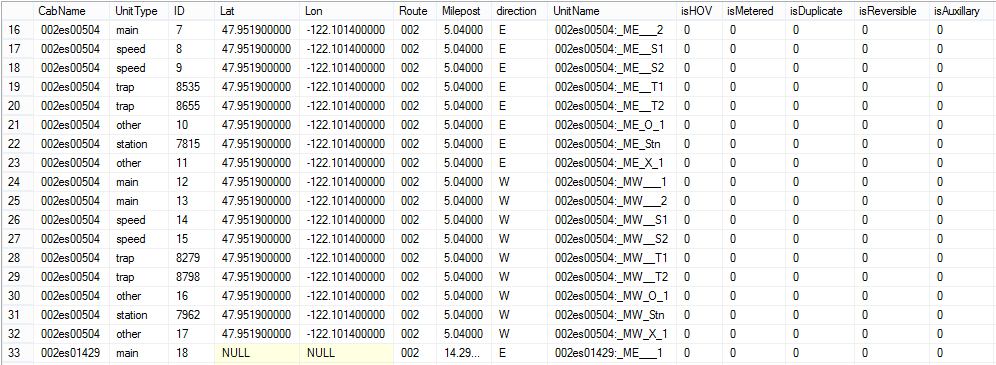 CabName UnitType ID Lat Lon Route Milepost direction UnitName isHOV isMetered isDuplicate isReversible isAuxillary
16 002es00504 main 7 47.951900000 -122.101400000 002 5.04000 E 002es00504:_ME___2 0 0 0 0 0
17 002es00504 speed 8 47.951900000 -122.101400000 002 5.04000 E 002es00504:_ME__S1 0 0 0 0 0
18 002es00504 speed 9 47.951900000 -122.101400000 002 5.04000 E 002es00504:_ME__S2 0 0 0 0 0
19 002es00504 trap 8535 47.951900000 -122.101400000 002 5.04000 E 002es00504:_ME__T1 0 0 0 0 0
20 002es00504 trap 8655 47.951900000 -122.101400000 002 5.04000 E 002es00504:_ME__T2 0 0 0 0 0
21 002es00504 other 10 47.951900000 -122.101400000 002 5.04000 E 002es00504:_ME_O_1 0 0 0 0 0
22 002es00504 station 7815 47.951900000 -122.101400000 002 5.04000 E 002es00504:_ME_Stn 0 0 0 0 0
23 002es00504 other 11 47.951900000 -122.101400000 002 5.04000 E 002es00504:_ME_X_1 0 0 0 0 0
24 002es00504 main 12 47.951900000 -122.101400000 002 5.04000 W 002es00504:_MW___1 0 0 0 0 0
25 002es00504 main 13 47.951900000 -122.101400000 002 5.04000 W 002es00504:_MW___2 0 0 0 0 0
26 002es00504 speed 14 47.951900000 -122.101400000 002 5.04000 W 002es00504:_MW__S1 0 0 0 0 0
27 002es00504 speed 15 47.951900000 -122.101400000 002 5.04000 W 002es00504:_MW__S2 0 0 0 0 0
28 002es00504 trap 8279 47.951900000 -122.101400000 002 5.04000 W 002es00504:_MW__T1 0 0 0 0 0
29 002es00504 trap 8798 47.951900000 -122.101400000 002 5.04000 W 002es00504:_MW__T2 0 0 0 0 0
30 002es00504 other 16 47.951900000 -122.101400000 002 5.04000 W 002es00504:_MW_O_1 0 0 0 0 0
31 002es00504 station 7962 47.951900000 -122.101400000 002 5.04000 W 002es00504:_MW_Stn 0 0 0 0 0
32 002es00504 other 17 47.951900000 -122.101400000 002 5.04000 W 002es00504:_MW_X_1 0 0 0 0 0
33 002es01429 main 18 NULL NULL 002 14.29... E 002es01429:_ME___1 0 0 0 0 0